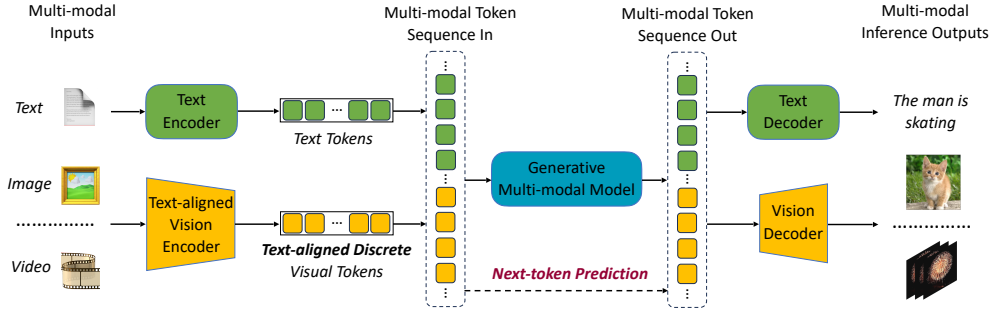 Multi-modal
Inputs
Multi-modal Token
Sequence In
Multi-modal Token
Sequence Out
Multi-modal
Inference Outputs
Text
Text
Encoder
...
Text Tokens
Text
Decoder
The man is
skating
Generative
Multi-modal Model
Image
Video
Text-aligned
Vision
Encoder
...
Text-aligned Discrete
Visual Tokens
Next-token Prediction
Vision
Decoder